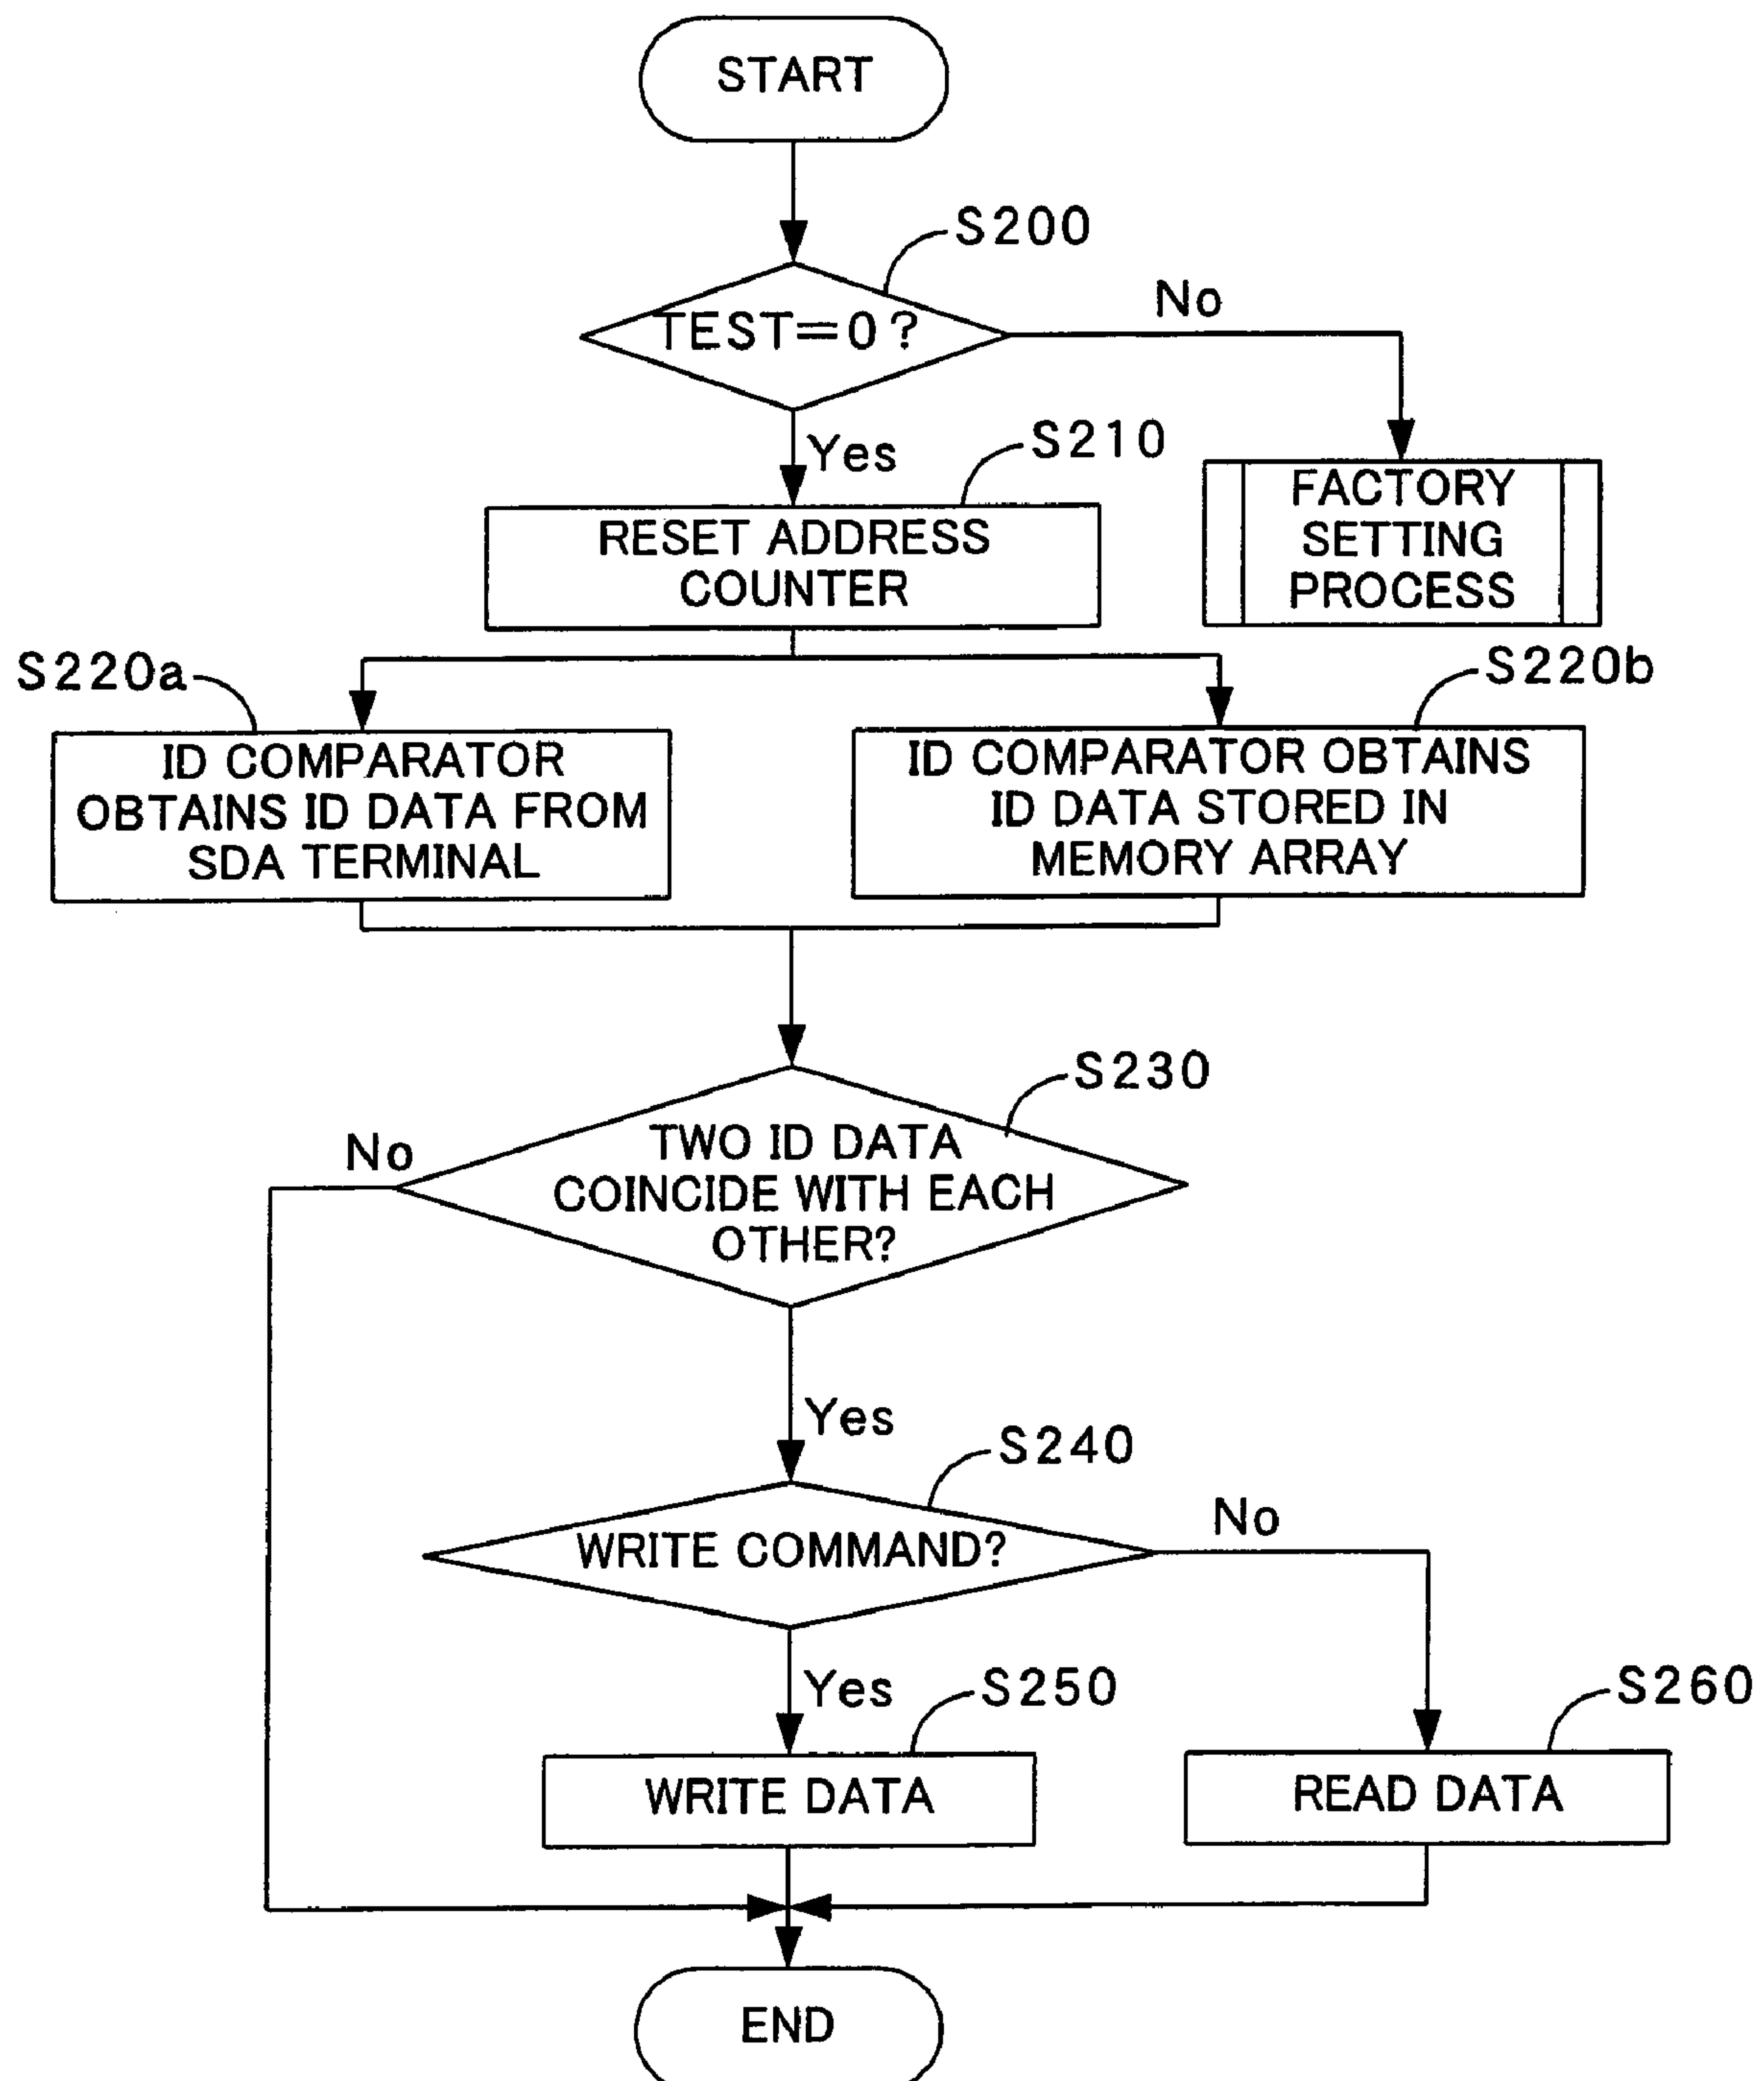 START
S200
TEST=0?
No
Yes
S210
RESET ADDRESS
COUNTER
FACTORY
SETTING
PROCESS
S220a
S220b
ID COMPARATOR
OBTAINS ID DATA FROM
SDA TERMINAL
ID COMPARATOR OBTAINS
ID DATA STORED IN
MEMORY ARRAY
S230
No
TWO ID DATA
COINCIDE WITH EACH
OTHER?
Yes
S240
WRITE COMMAND?
No
Yes
S250
S260
WRITE DATA
READ DATA
END